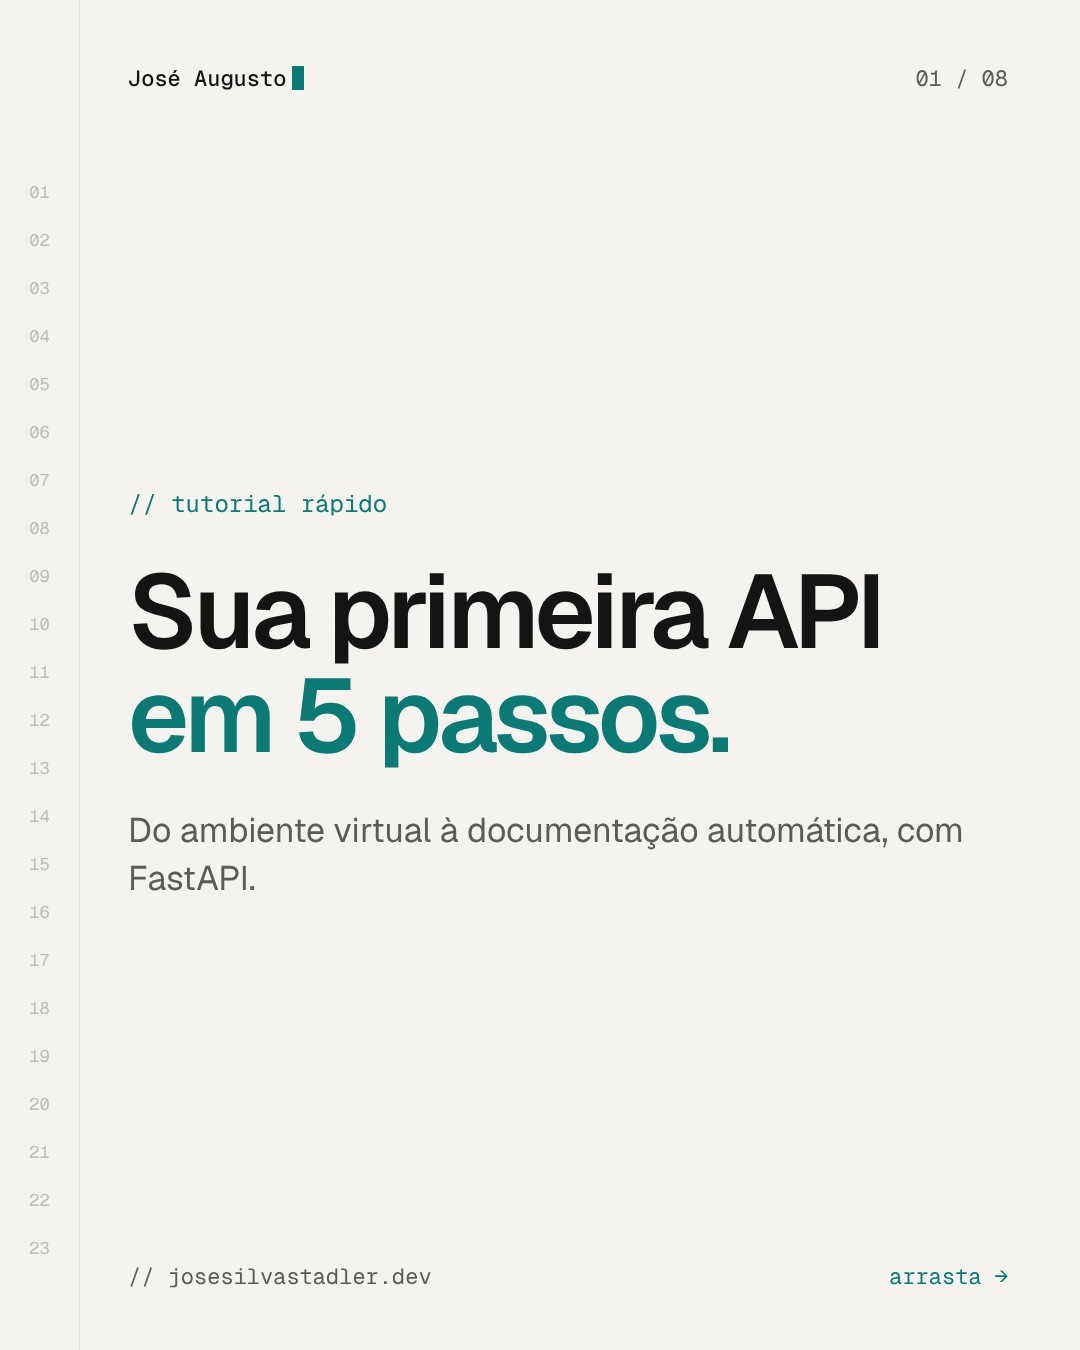 José Augusto
01 / 08
01
02
03
04
05
06
07
08
09
10
11
12
13
14
15
16
17
18
19
20
21
22
23
// tutorial rápido
Sua primeira API
em 5 passos.
Do ambiente virtual à documentação automática, com
FastAPI.
// josesilvastadler.dev
arrasta →